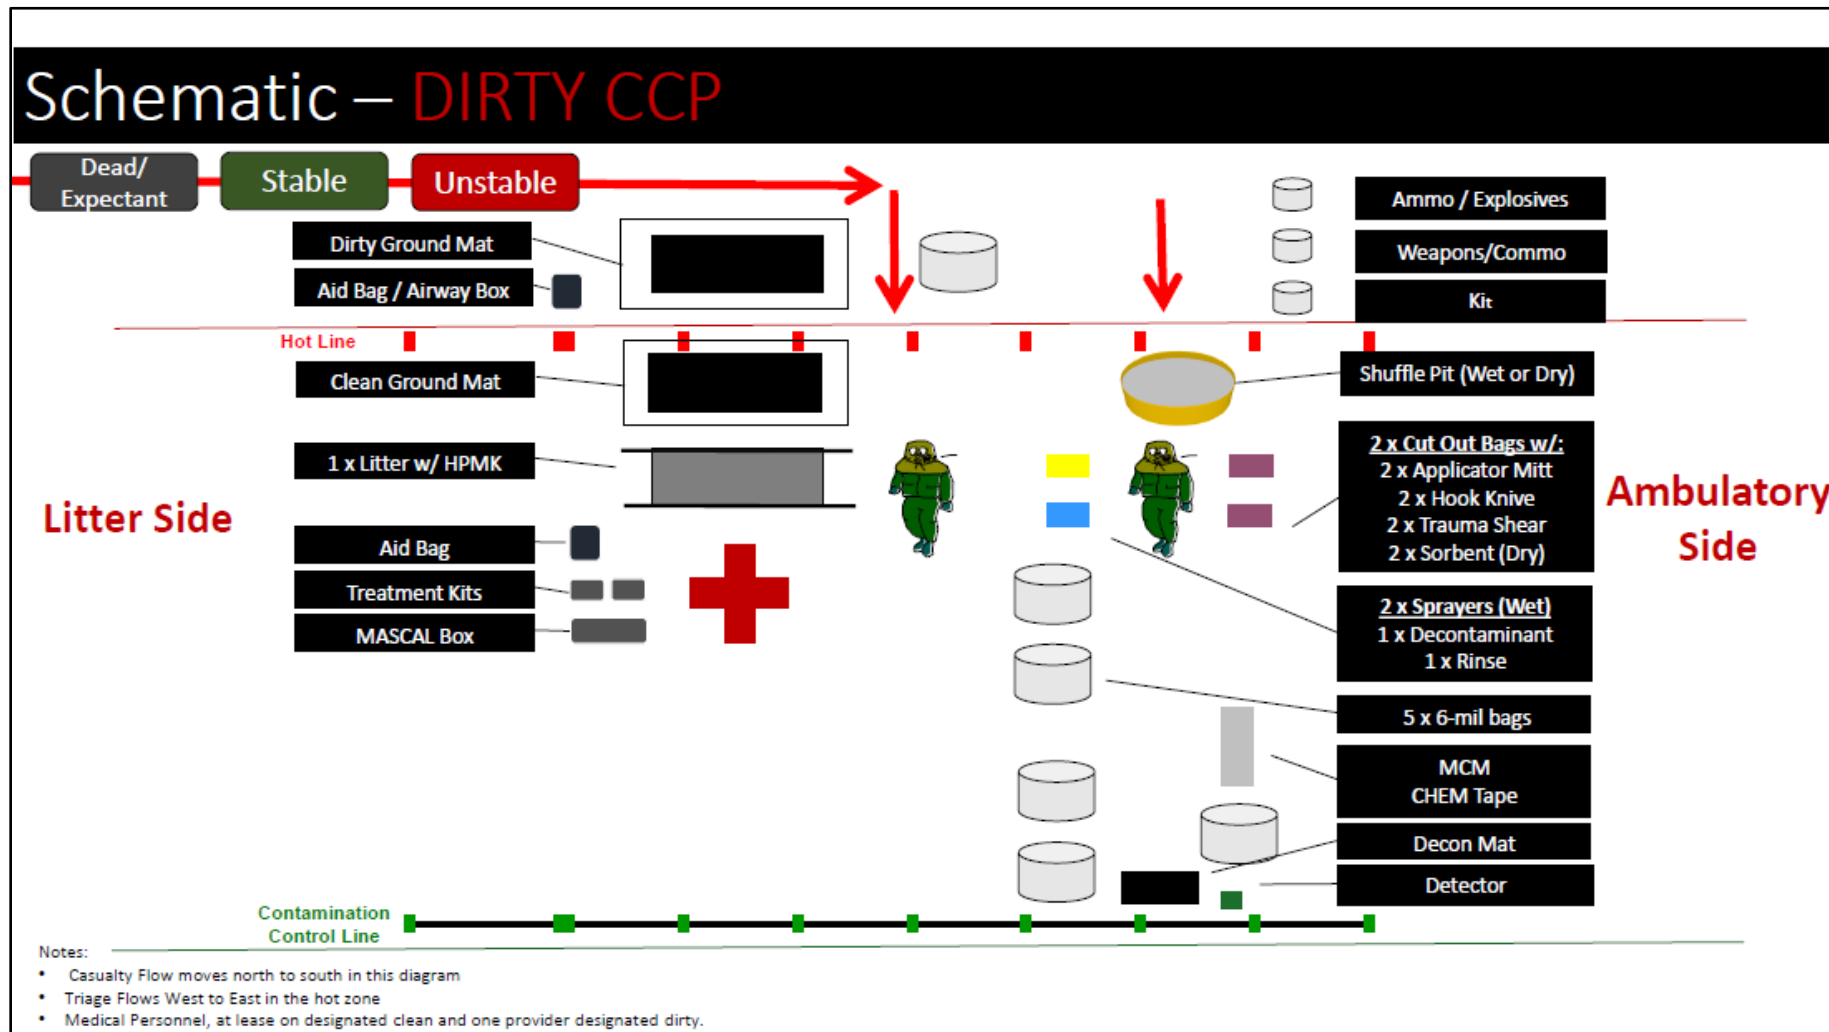 Schematic – DIRTY CCP
Dead/
Expectant
Stable
Unstable
Dirty Ground Mat
Aid Bag / Airway Box
Ammo / Explosives
Weapons/Commo
Kit
Hot Line
Clean Ground Mat
Shuffle Pit (Wet or Dry)
1 x Litter w/ HPMK
2 x Cut Out Bags w/:
2 x Applicator Mitt
2 x Hook Knive
2 x Trauma Shear
2 x Sorbent (Dry)
Litter Side
Ambulatory
Side
Aid Bag
Treatment Kits
MASCAL Box
2 x Sprayers (Wet)
1 x Decontaminant
1 x Rinse
5 x 6-mil bags
MCM
CHEM Tape
Decon Mat
Detector
Contamination
Control Line
Notes:
• Casualty Flow moves north to south in this diagram
• Triage Flows West to East in the hot zone
• Medical Personnel, at lease on designated clean and one provider designated dirty.